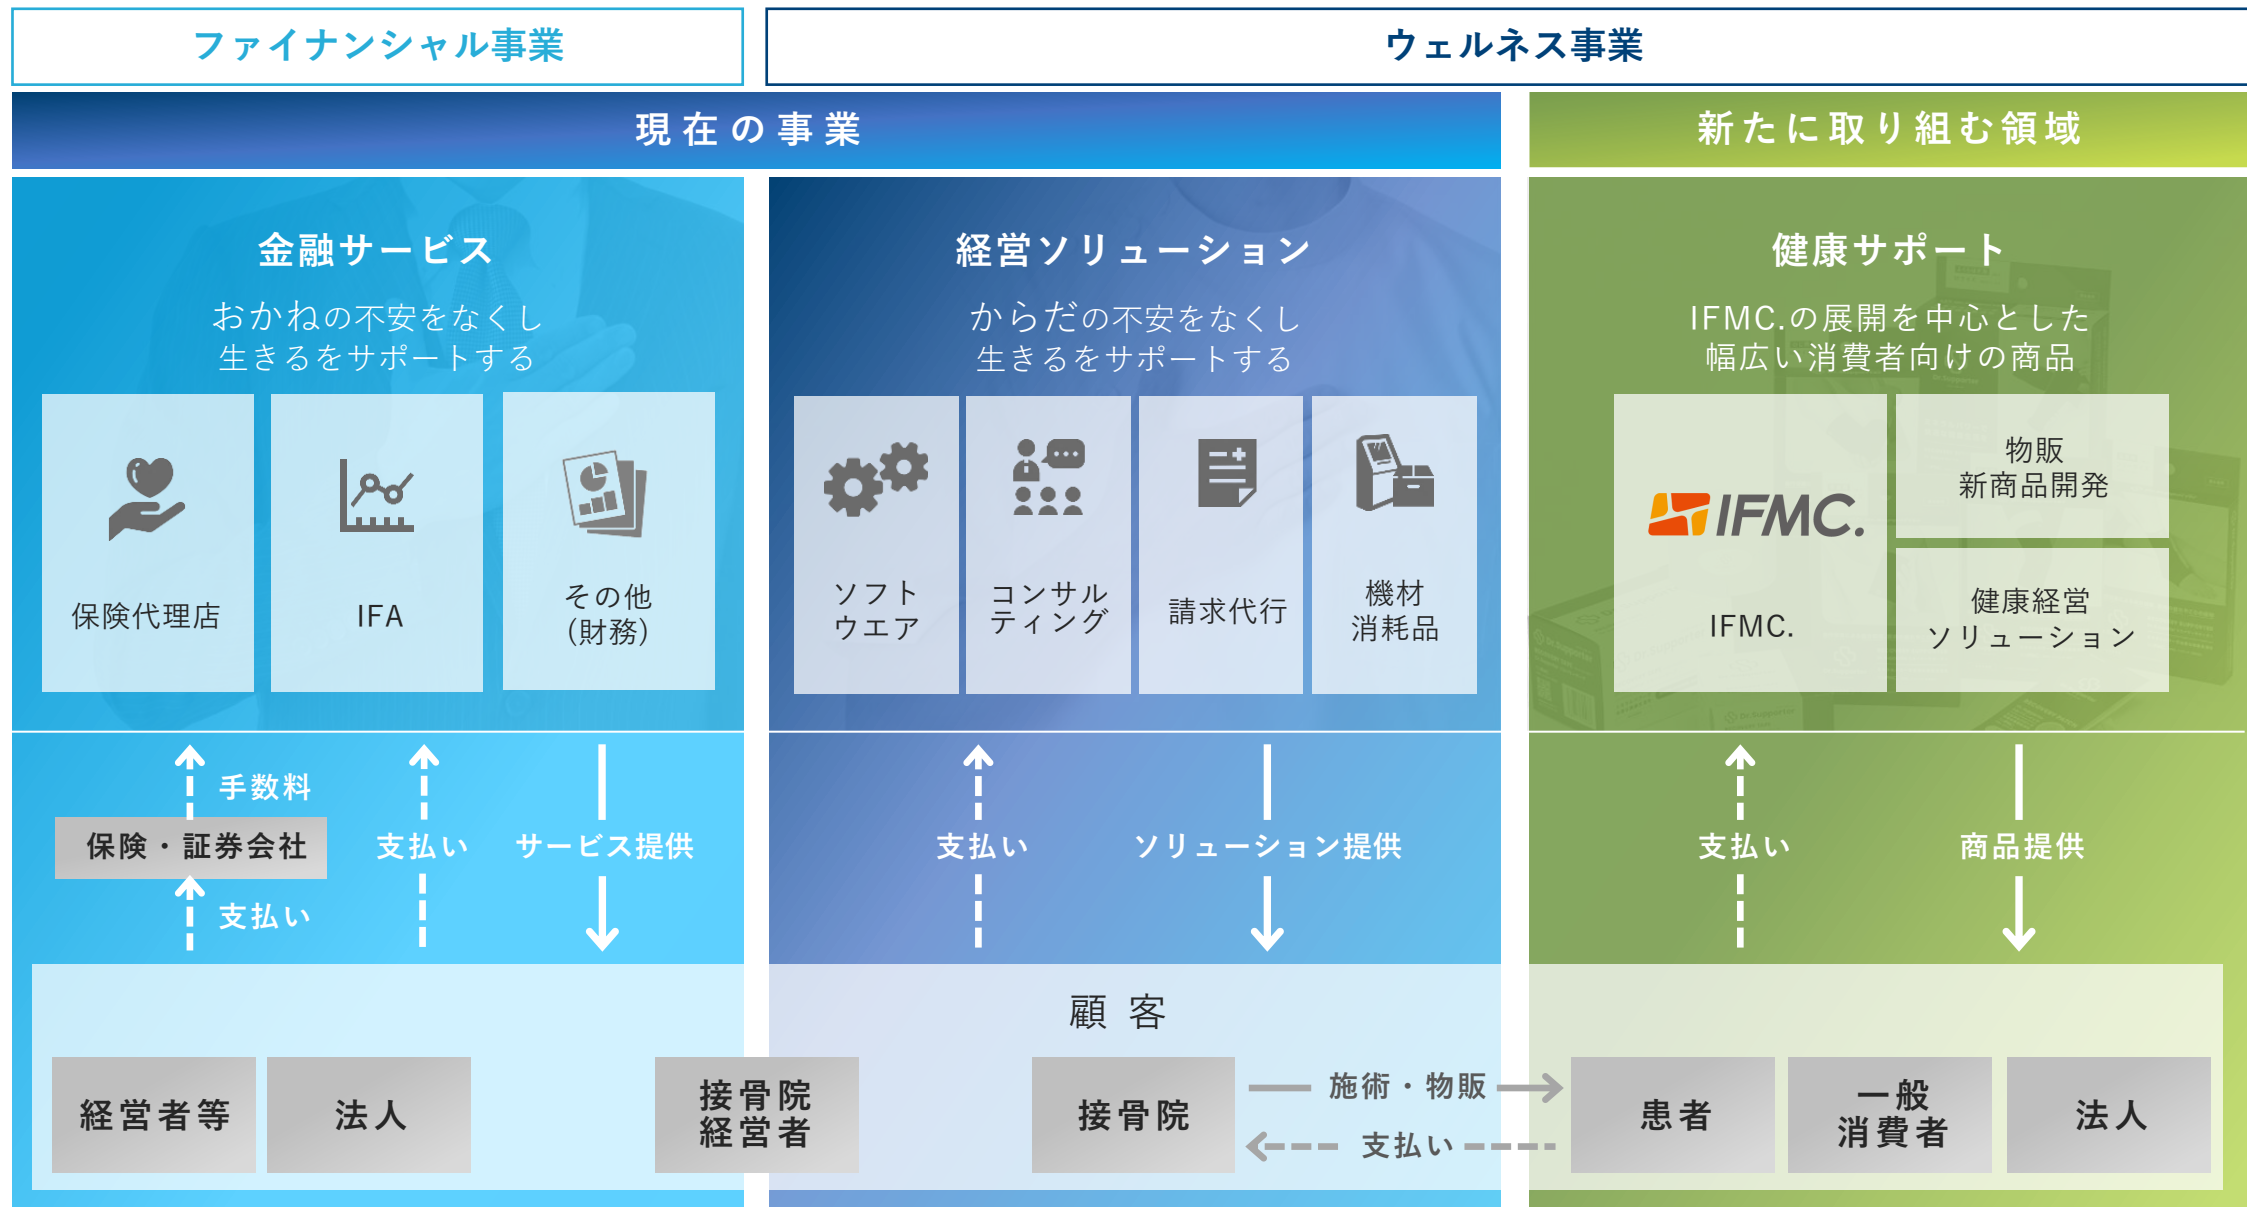 ファイナンシャル事業
ウェルネス事業
現在の事業
新たに取り組む領域
金融サービス
おかねの不安をなくし
生きるをサポートする
保険代理店
IFA
その他
(財務)
経営ソリューション
からだの不安をなくし
生きるをサポートする
ソフト
ウエア
コンサル
ティング
請求代行
機材
消耗品
健康サポート
IFMC.の展開を中心とした
幅広い消費者向けの商品
IFMC.
IFMC.
物販
新商品開発
健康経営
ソリューション
手数料
保険・証券会社
支払い
支払い
サービス提供
支払い
ソリューション提供
支払い
商品提供
顧客
経営者等
法人
接骨院
経営者
接骨院
施術・物販
支払い
患者
一般
消費者
法人